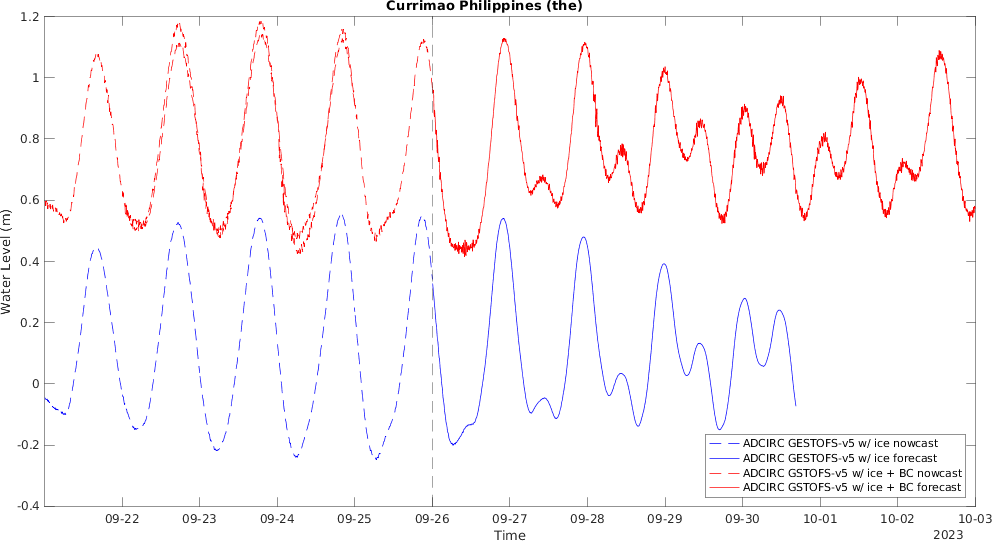 Currimao Philippines (the)
1.2
1
0.8
0.6
0.4
0.2
0
-0.2
-0.4
Water Level (m)
ADCIRC GESTOFS-v5 w/ ice nowcast
ADCIRC GESTOFS-v5 w/ ice forecast
ADCIRC GSTOFS-v5 w/ ice + BC nowcast
ADCIRC GSTOFS-v5 w/ ice + BC forecast
09-22 09-23 09-24 09-25 09-26 09-27 09-28 09-29 09-30 10-01 10-02 10-03
Time
2023